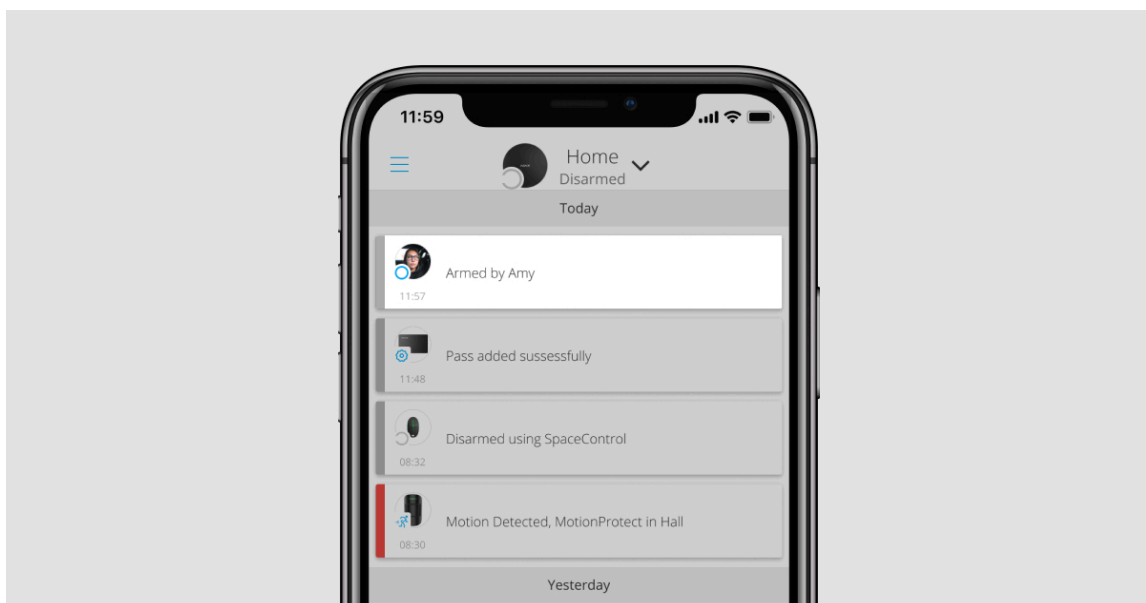 11:59
Home
Disarmed
Today
Armed by Amy
11:57
Pass added sussessfully
11:48
Disarmed using SpaceControl
08:32
Motion Detected, MotionProtect in Hall
08:30
Yesterday